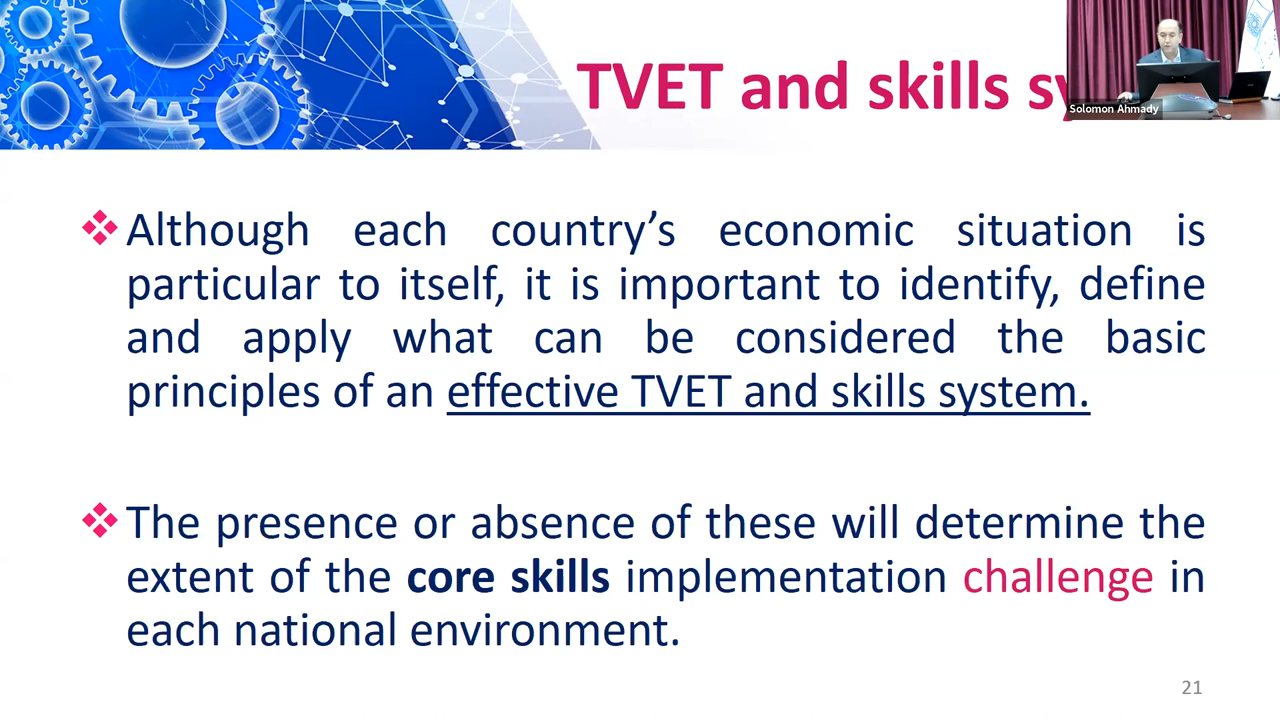 TVET and skills sy
Solomon Ahmady
Although each country’s economic situation is
particular to itself, it is important to identify, define
and apply what can be considered the basic
principles of an effective TVET and skills system.
The presence or absence of these will determine the
extent of the core skills implementation challenge in
each national environment.
21